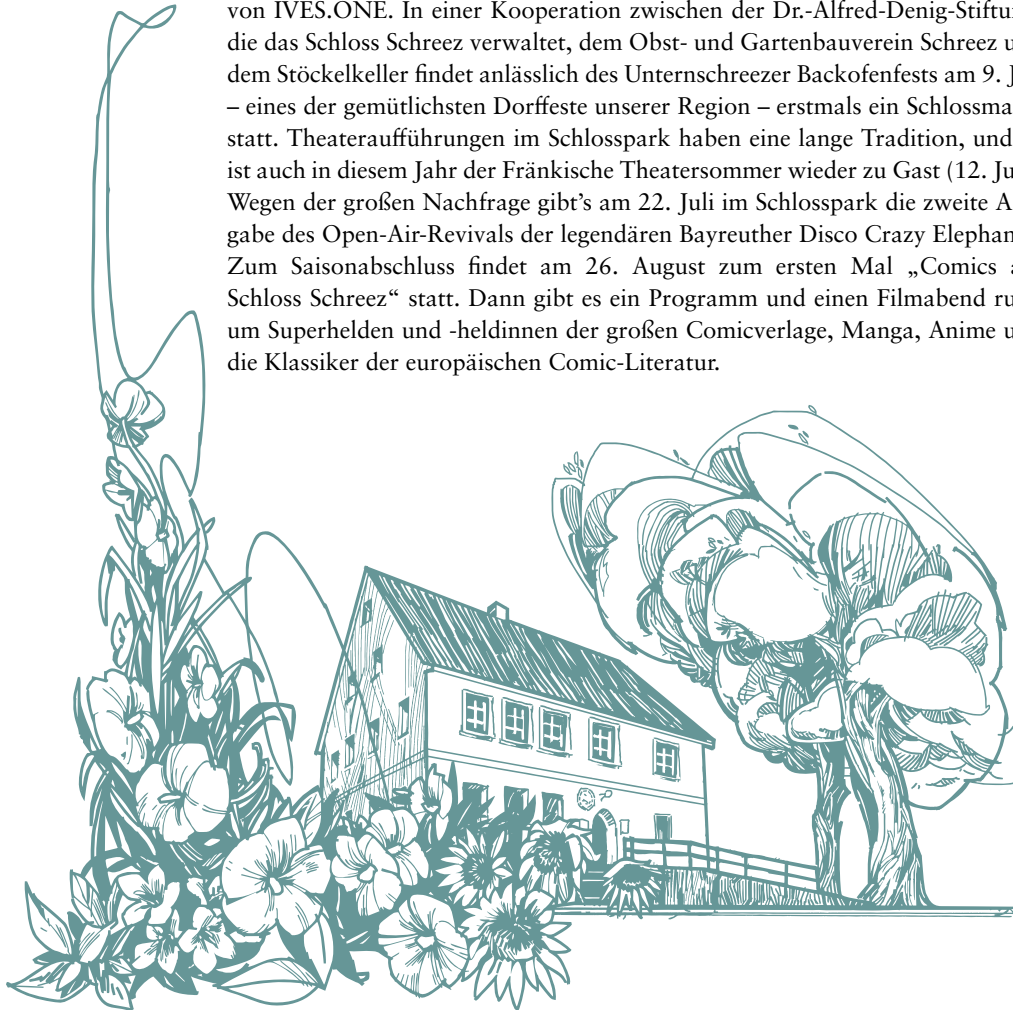 von IVES.ONE. In einer Kooperation zwischen der Dr.-Alfred-Denig-Stiftun
die das Schloss Schreez verwaltet, dem Obst- und Gartenbauverein Schreez u
dem Stöckelkeller findet anlässlich des Unternschreezer Backofenfests am 9. J
– eines der gemütlichsten Dorffeste unserer Region – erstmals ein Schlossma
statt. Theateraufführungen im Schlosspark haben eine lange Tradition, und
ist auch in diesem Jahr der Fränkische Theatersommer wieder zu Gast (12. Ju
Wegen der großen Nachfrage gibt’s am 22. Juli im Schlosspark die zweite A
gabe des Open-Air-Revivals der legendären Bayreuther Disco Crazy Elephan
Zum Saisonabschluss findet am 26. August zum ersten Mal „Comics a
Schloss Schreez“ statt. Dann gibt es ein Programm und einen Filmabend ru
um Superhelden und -heldinnen der großen Comicverlage, Manga, Anime u
die Klassiker der europäischen Comic-Literatur.